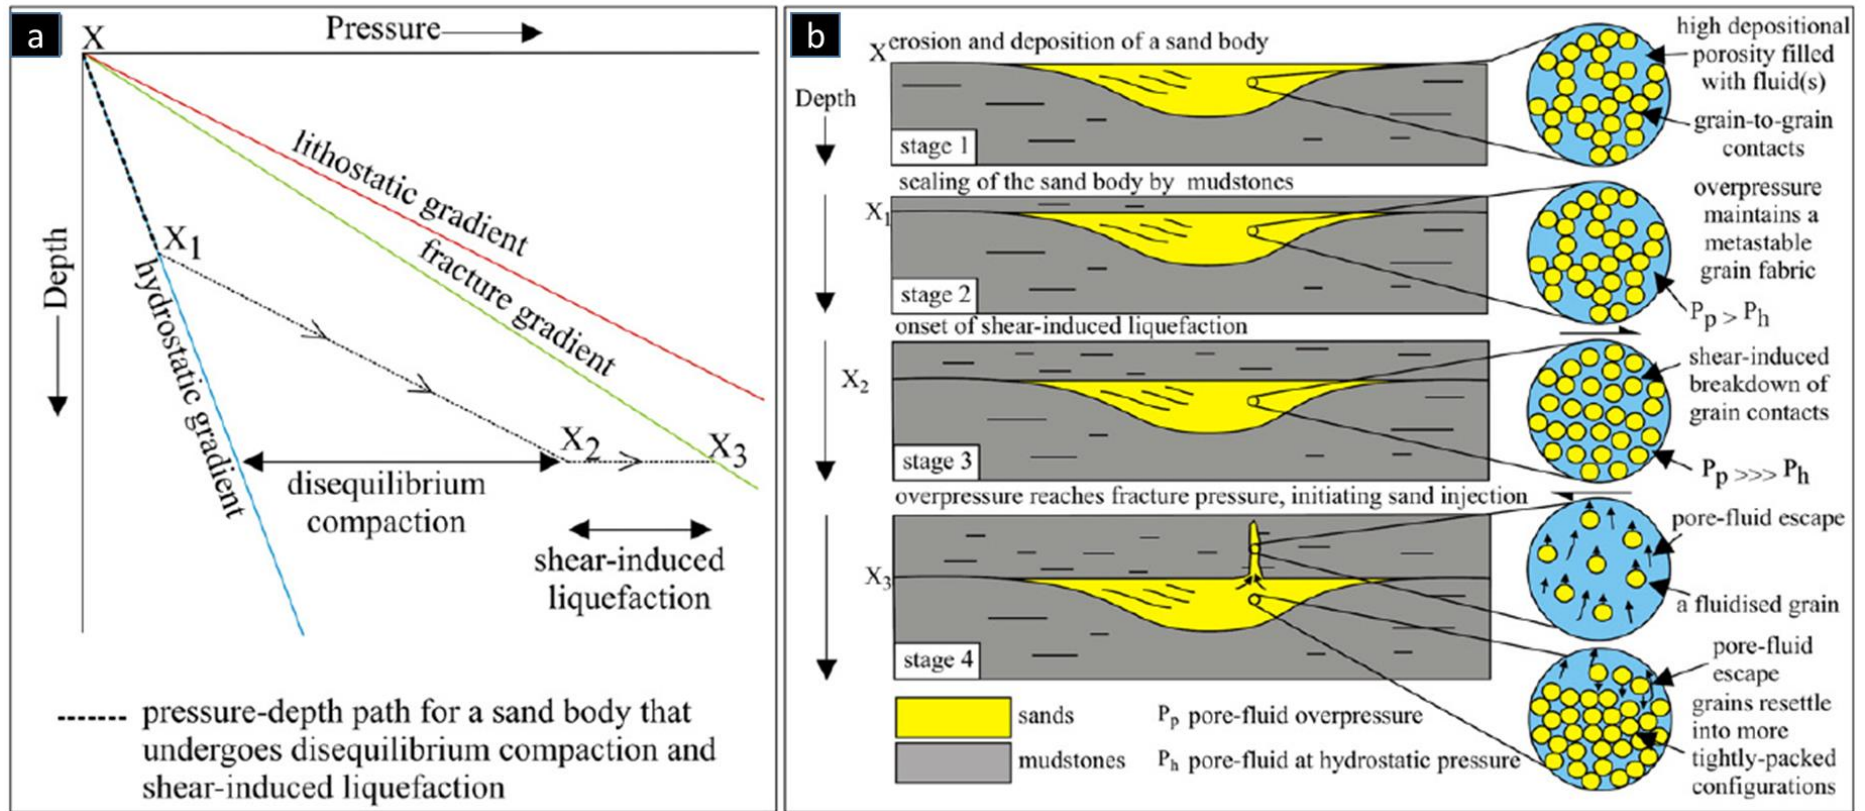 a
X
Pressure
lithostatic gradient
fracture gradient
Depth
X1
hydrostatic gradient
X2
X3
disequilibrium
compaction
shear-induced
liquefaction
pressure-depth path for a sand body that
undergoes disequilibrium compaction and
shear-induced liquefaction
b
X
erosion and deposition of a sand body
Depth
stage 1
high depositional
porosity filled
with fluid(s)
grain-to-grain
contacts
sealing of the sand body by mudstones
X1
stage 2
overpressure
maintains a
metastable
grain fabric
Pp > Ph
onset of shear-induced liquefaction
X2
stage 3
shear-induced
breakdown of
grain contacts
Pp >>> Ph
overpressure reaches fracture pressure, initiating sand injection
X3
stage 4
pore-fluid escape
a fluidised grain
pore-fluid
escape
grains resettle
into more
tightly-packed
configurations
sands
Pp pore-fluid overpressure
mudstones
Ph pore-fluid at hydrostatic pressure